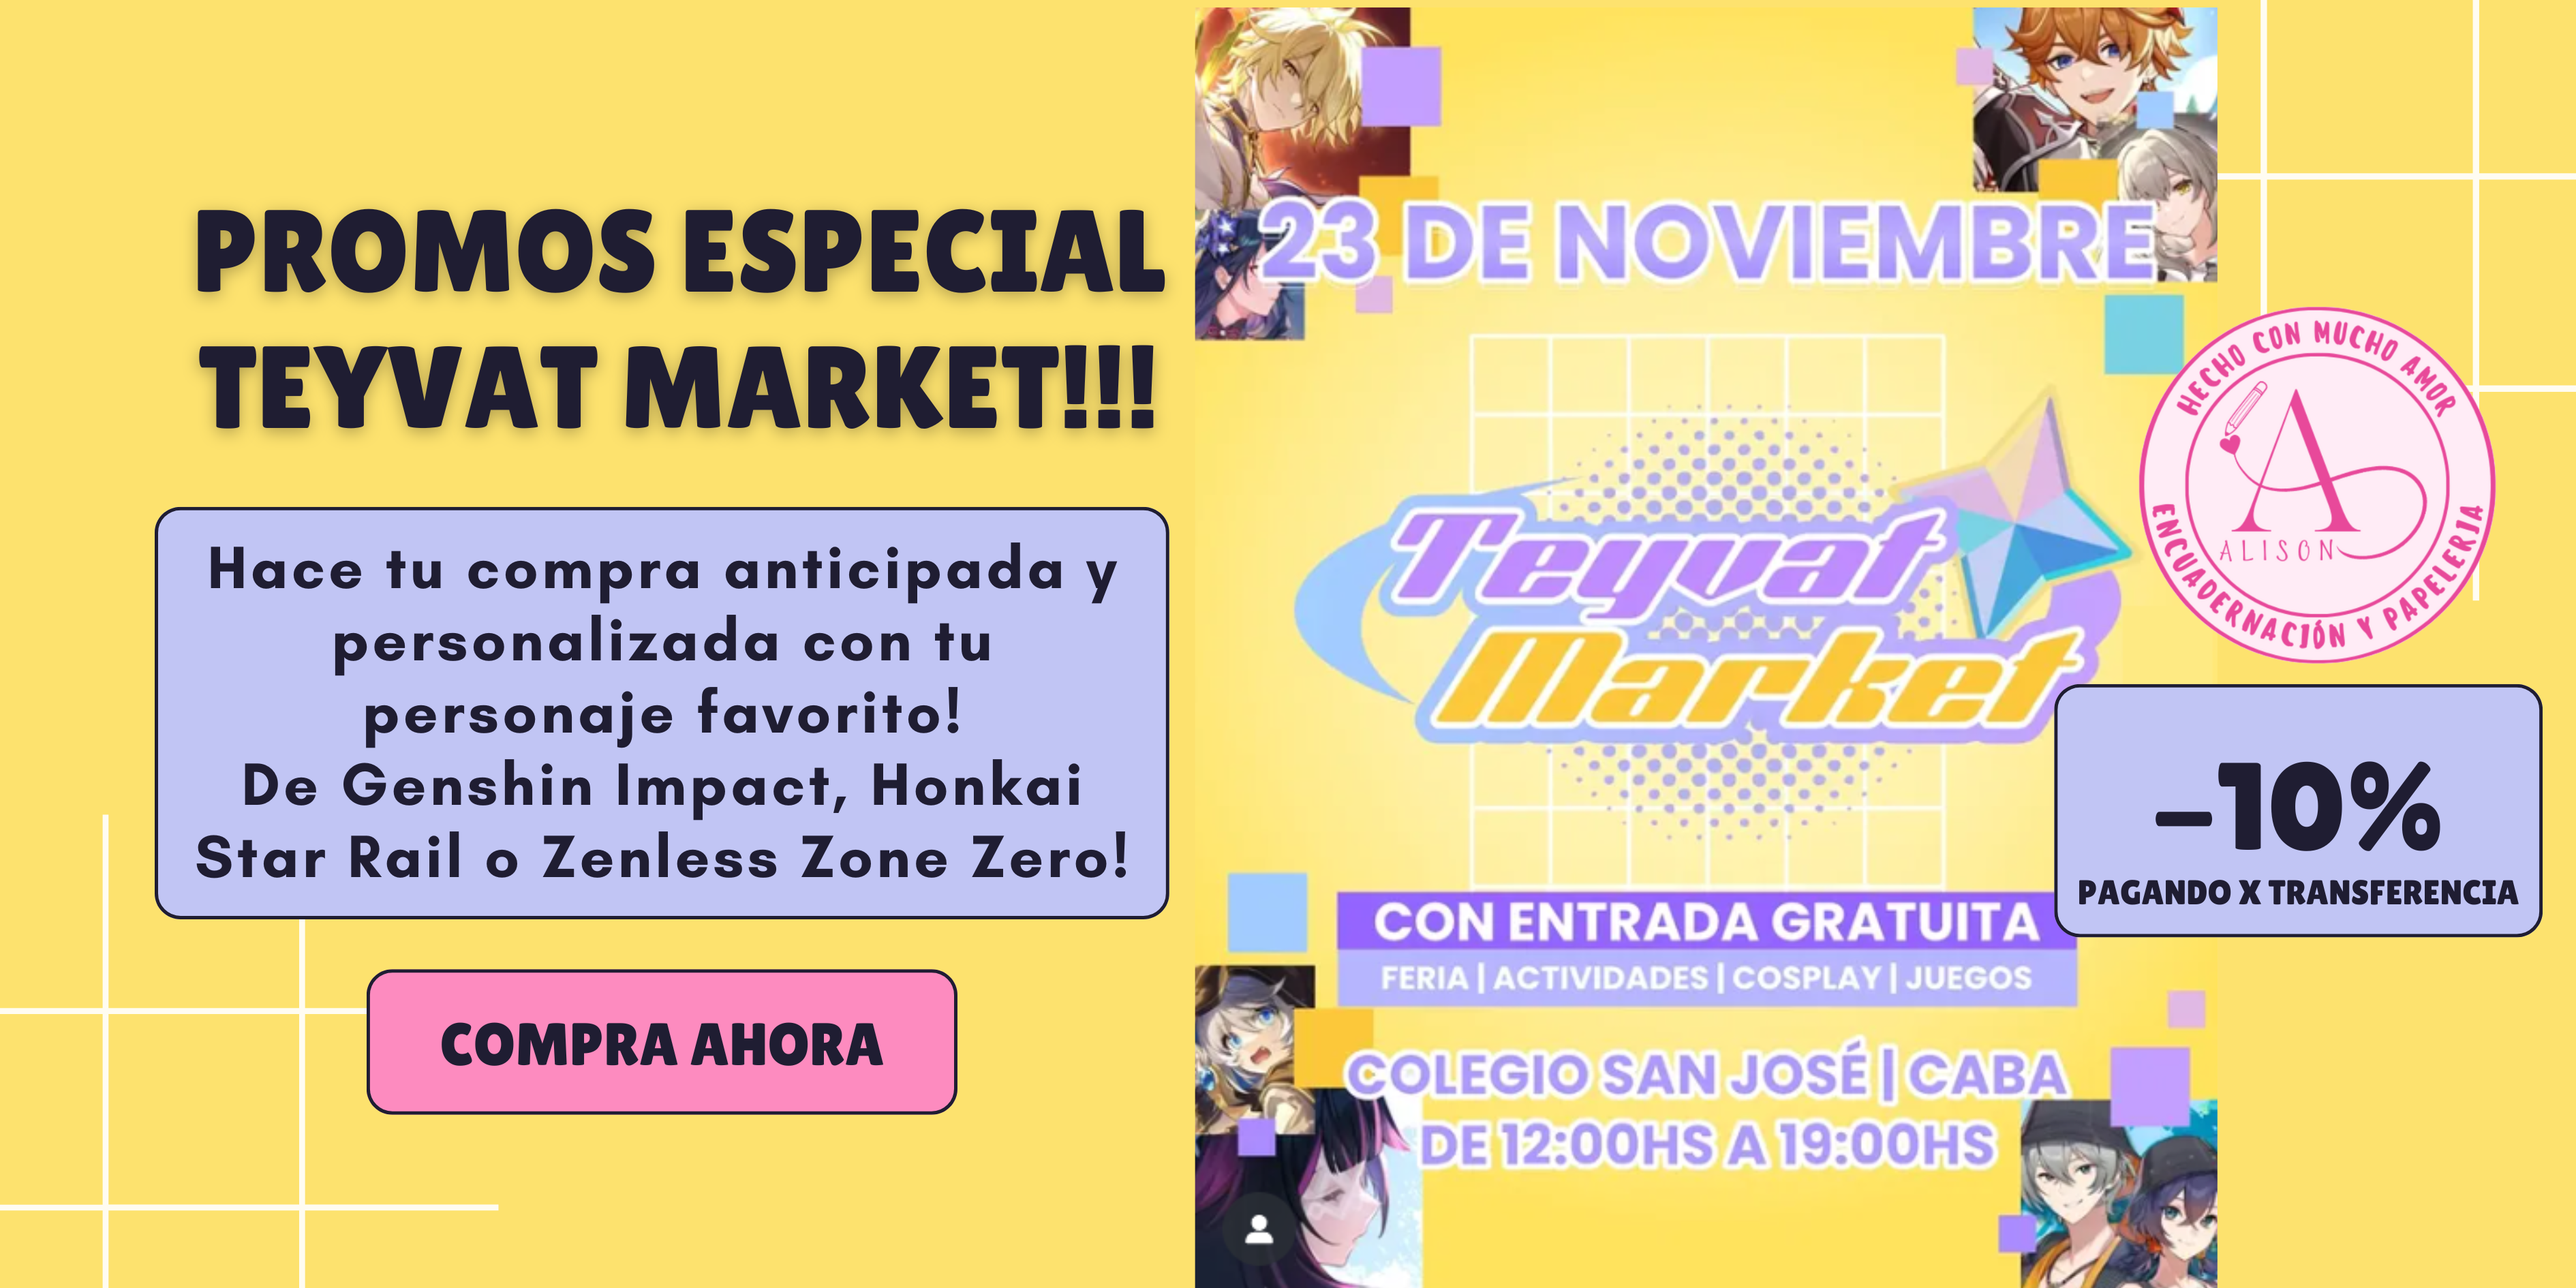 PROMOS ESPECIAL
TEYVAT MARKET!!!
Hace tu compra anticipada y
personalizada con tu
personaje favorito!
De Genshin Impact, Honkai
Star Rail o Zenless Zone Zero!
COMPRA AHORA
23 DE NOVIEMBRE
Teyvat
Market
CON ENTRADA GRATUITA
FERIA | ACTIVIDADES | COSPLAY | JUEGOS
COLEGIO SAN JOSÉ | CABA
DE 12:00HS A 19:00HS
HECHO CON MUCHO AMOR
A
ALISON
ENCUADERNACIÓN Y PAPELERIA
-10%
PAGANDO X TRANSFERENCIA